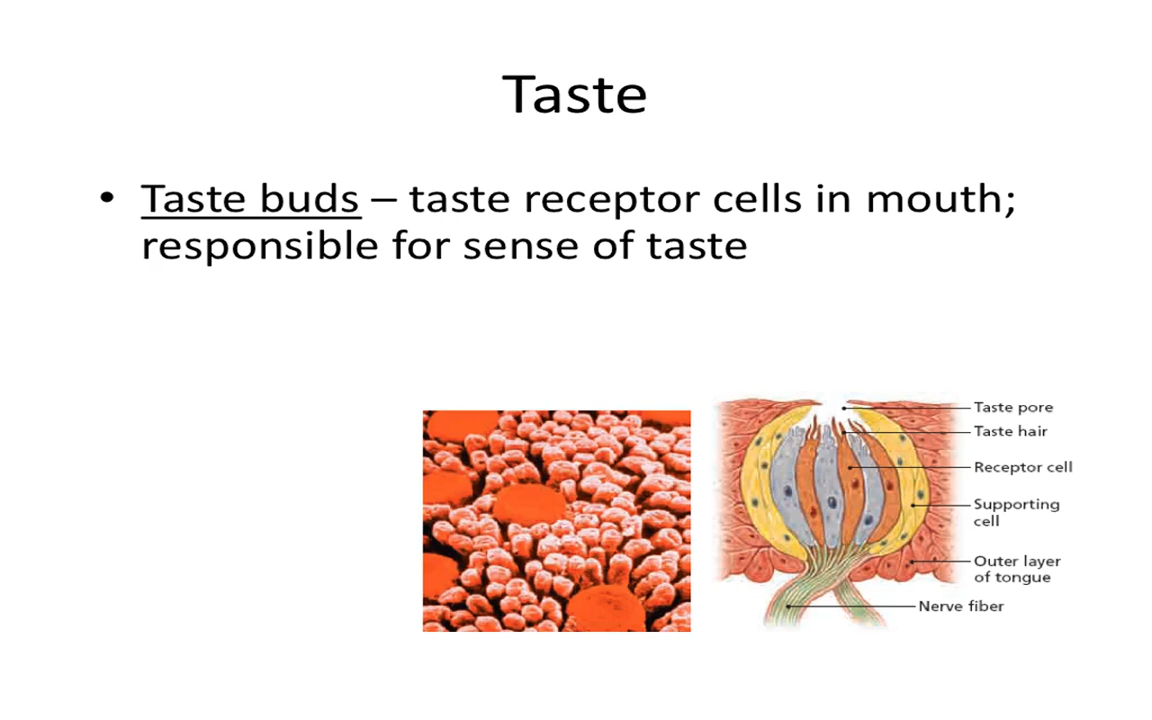 Taste
• Taste buds – taste receptor cells in mouth;
responsible for sense of taste
Taste pore
Taste hair
Receptor cell
Supporting
cell
Outer layer
of tongue
Nerve fiber